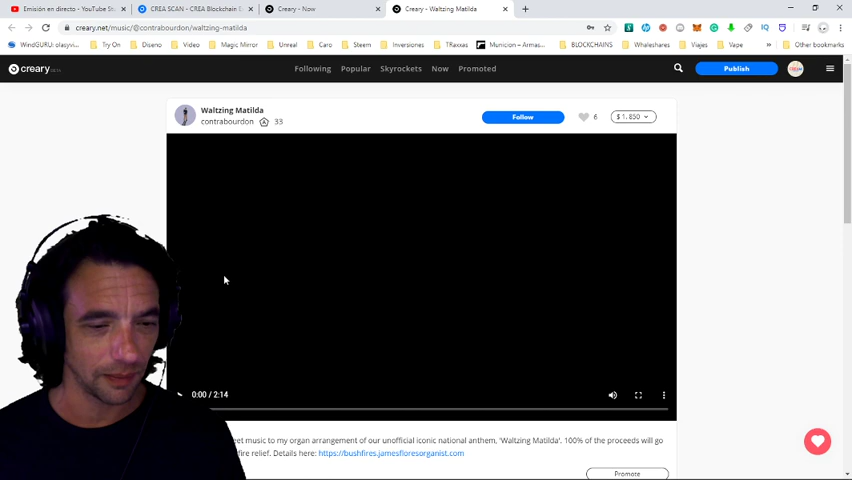 Emisión en directo - YouTube St
CREA SCAN - CREA Blockchain E
Creary - Now
Creary - Waltzing Matilda
creary.net/music/@contrabourdon/waltzing-matilda
WindGURU: olasyvi...
Try On
Diseno
Video
Magic Mirror
Unreal
Caro
Steem
Inversiones
TRaxxas
Municion – Armas...
BLOCKCHAINS
Whaleshares
Viajes
Vape
»
Other bookmarks
creary
Following
Popular
Skyrockets
Now
Promoted
Publish
Waltzing Matilda
contrabourdon 33
Follow
6
$ 1.850
0:00 / 2:14
eet music to my organ arrangement of our unofficial iconic national anthem, 'Waltzing Matilda'. 100% of the proceeds will go
fire relief. Details here: https://bushfires.jamesfloresorganist.com
Promote